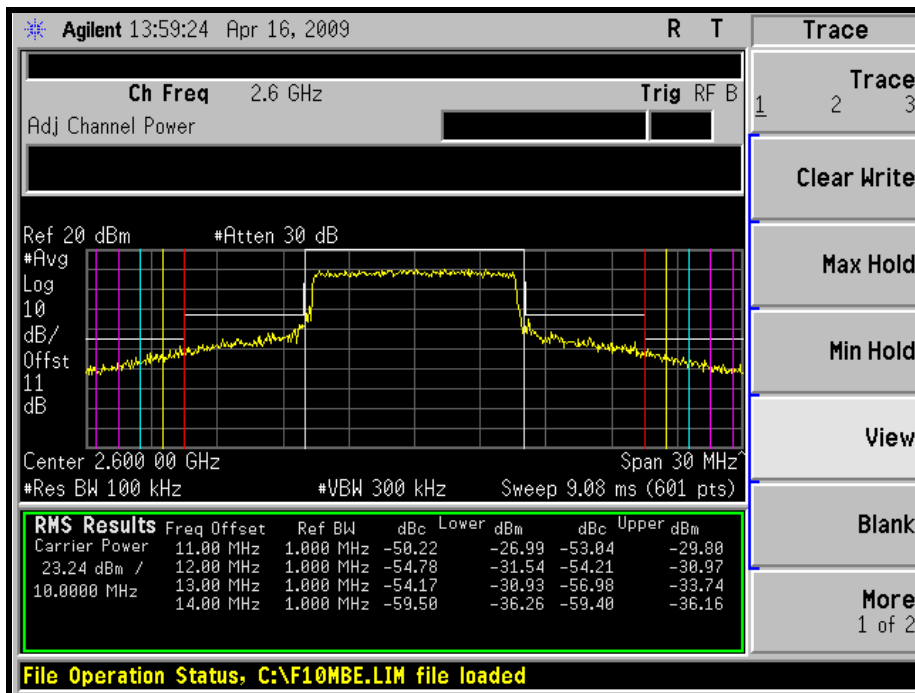 Agilent 13:59:24 Apr 16, 2009 R T
Trace
Ch Freq 2.6 GHz Trig RF B
Adj Channel Power
Trace
1 2 3
Clear Write
Max Hold
Min Hold
View
Blank
More
1 of 2
Ref 20 dBm #Atten 30 dB
#Avg
Log
10
dB/
Offst
11
dB
Center 2.600 00 GHz Span 30 MHz^
#Res BW 100 kHz #VBW 300 kHz Sweep 9.08 ms (601 pts)
RMS Results Freq Offset Ref BW dBc Lower dBm dBc Upper dBm
Carrier Power 11.00 MHz 1.000 MHz -50.22 -26.99 -53.04 -29.80
23.24 dBm / 12.00 MHz 1.000 MHz -54.78 -31.54 -54.21 -30.97
10.0000 MHz 13.00 MHz 1.000 MHz -54.17 -30.93 -56.98 -33.74
14.00 MHz 1.000 MHz -59.50 -36.26 -59.40 -36.16
File Operation Status, C:\F10MBE.LIM file loaded